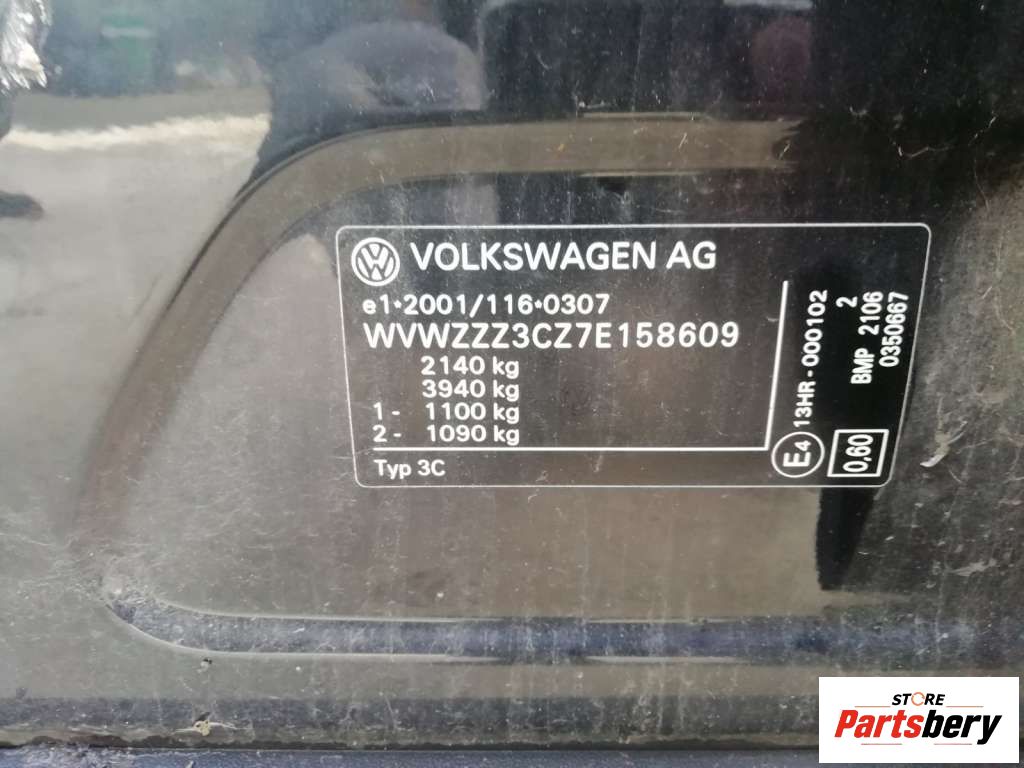 VOLKSWAGEN AG
e1*2001/116*0307
WVWZZZ3CZ7E158609
2140 kg
3940 kg
1- 1100 kg
2- 1090 kg
Typ 3C
E4 13HR-000102
2
BMP 2106
0350667
0,60
STORE
Partsbery